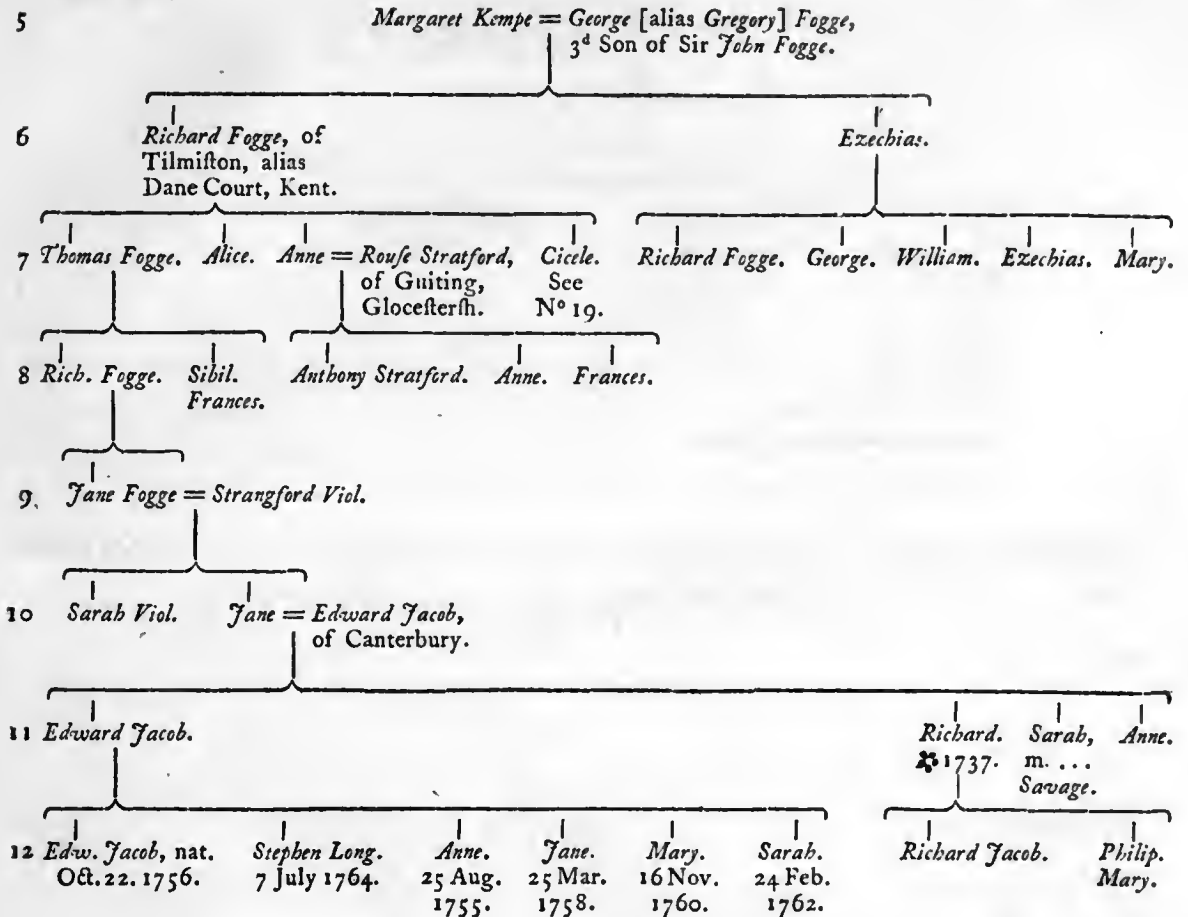 5 Margaret Kempe = George [alias Gregory] Fogge,
3d Son of Sir John Fogge.
6 Richard Fogge, of Ezechias.
Tilmiſton, alias
Dane Court, Kent.
7 Thomas Fogge. Alice. Anne = Rouſe Stratford, Cicele. Richard Fogge. George. William. Ezechias. Mary.
of Guiting, See
Gloceſterſh. No 19.
8 Rich. Fogge. Sibil. Anthony Stratford. Anne. Frances.
Frances.
9. Jane Fogge = Strangford Viol.
10 Sarah Viol. Jane = Edward Jacob,
of Canterbury.
11 Edward Jacob. Richard. Sarah, Anne.
1737. m. ...
Savage.
12 Edw. Jacob, nat. Stephen Long. Anne. Jane. Mary. Sarah. Richard Jacob. Philip.
Oct. 22. 1756. 7 July 1764. 25 Aug. 25 Mar. 16 Nov. 24 Feb. Mary.
1755. 1758. 1760. 1762.